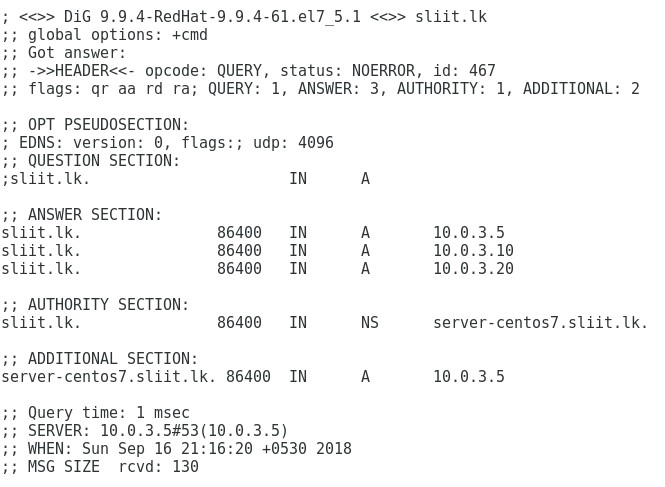 ; <<>> DiG 9.9.4-RedHat-9.9.4-61.el7_5.1 <<>> sliit.lk
;; global options: +cmd
;; Got answer:
;; ->>HEADER<<- opcode: QUERY, status: NOERROR, id: 467
;; flags: qr aa rd ra; QUERY: 1, ANSWER: 3, AUTHORITY: 1, ADDITIONAL: 2

;; OPT PSEUDOSECTION:
; EDNS: version: 0, flags:; udp: 4096
;; QUESTION SECTION:
;sliit.lk.                      IN      A

;; ANSWER SECTION:
sliit.lk.               86400   IN      A       10.0.3.5
sliit.lk.               86400   IN      A       10.0.3.10
sliit.lk.               86400   IN      A       10.0.3.20

;; AUTHORITY SECTION:
sliit.lk.               86400   IN      NS      server-centos7.sliit.lk.

;; ADDITIONAL SECTION:
server-centos7.sliit.lk. 86400  IN      A       10.0.3.5

;; Query time: 1 msec
;; SERVER: 10.0.3.5#53(10.0.3.5)
;; WHEN: Sun Sep 16 21:16:20 +0530 2018
;; MSG SIZE  rcvd: 130